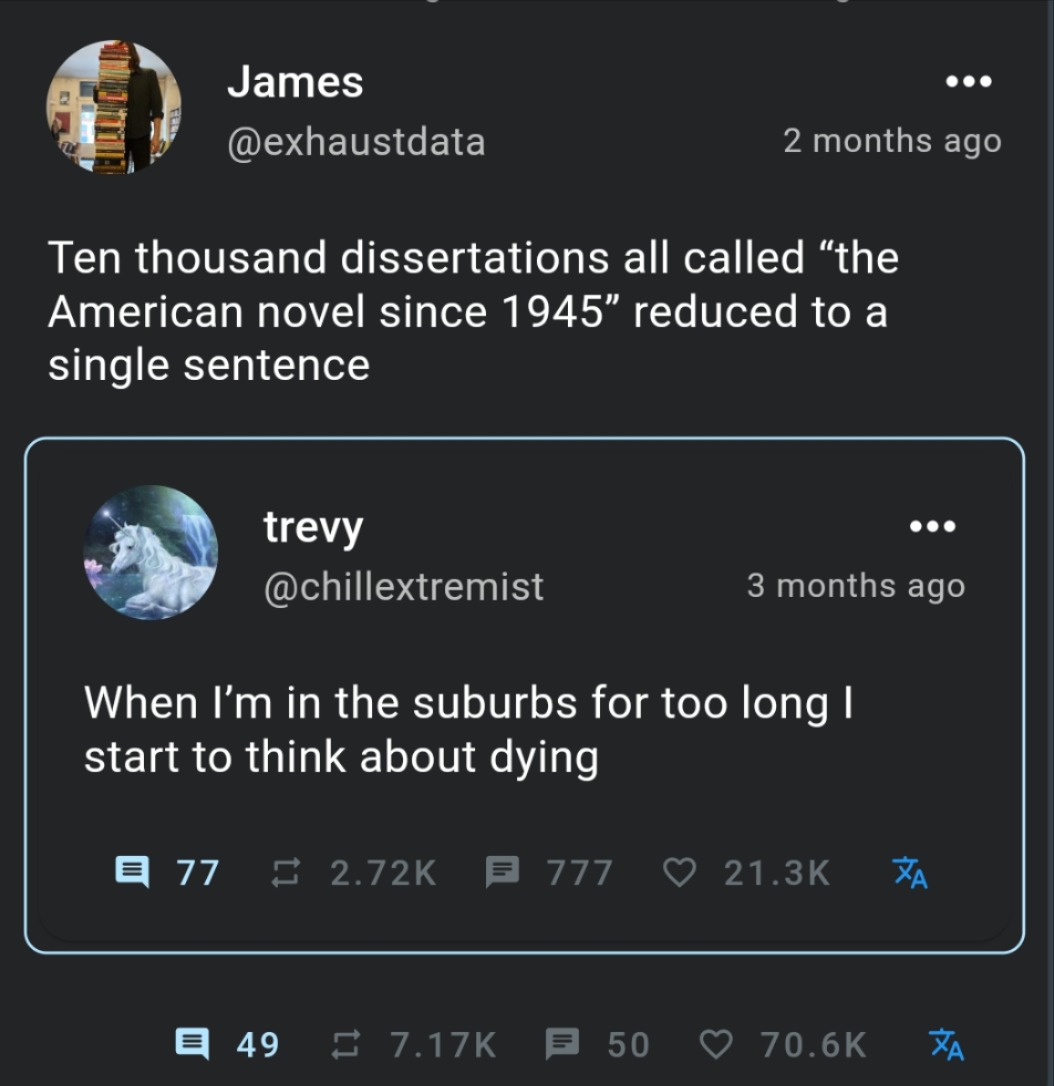 James
@exhaustdata
2 months ago
Ten thousand dissertations all called “the
American novel since 1945” reduced to a
single sentence
trevy
@chillextremist
3 months ago
When I’m in the suburbs for too long I
start to think about dying
77 2.72K 777 21.3K
49 7.17K 50 70.6K